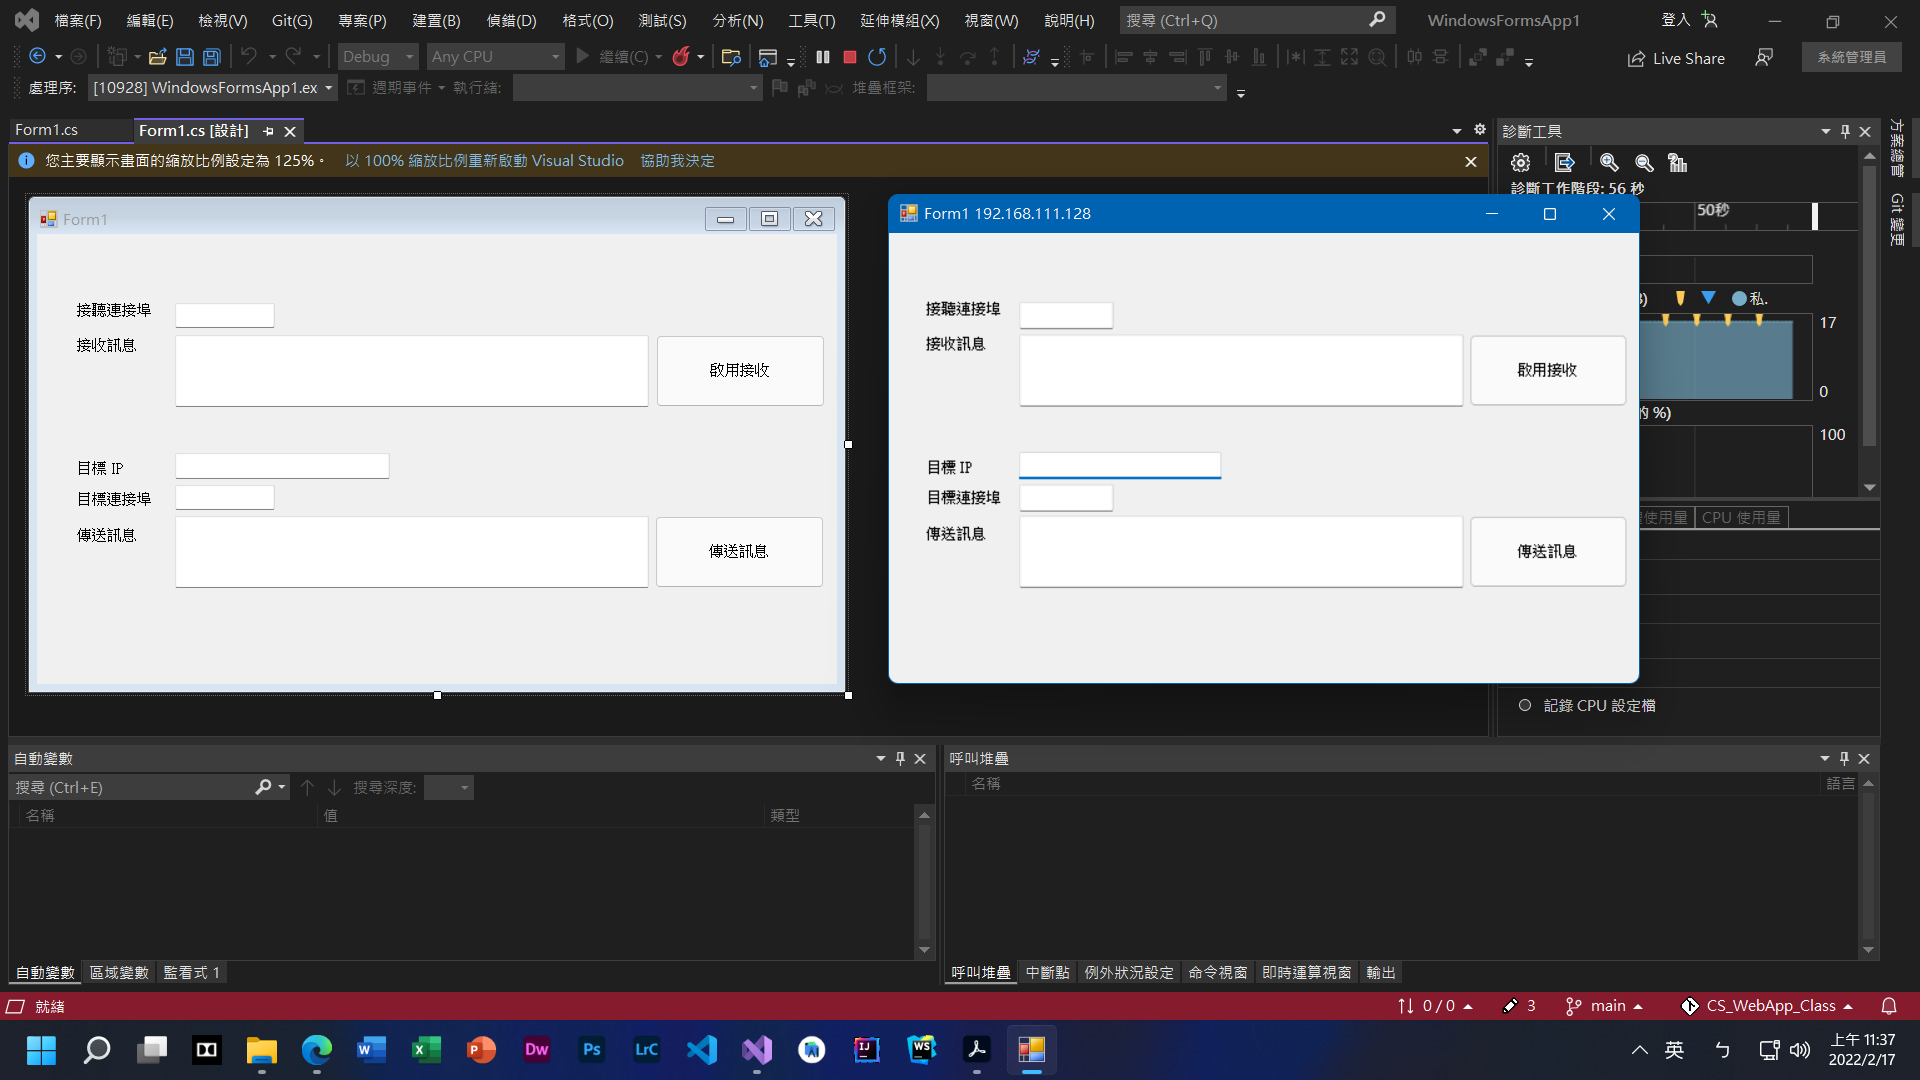 檔案(F) 編輯(E) 檢視(V) Git(G) 專案(P) 建置(B) 偵錯(D) 格式(O) 測試(S) 分析(N) 工具(T) 延伸模組(X) 視窗(W) 說明(H) 搜尋 (Ctrl+Q) WindowsFormsApp1 登入
Debug Any CPU 繼續(C) Live Share 系統管理員
處理序: [10928] WindowsFormsApp1.ex 週期事件 執行緒: 堆疊框架:
Form1.cs Form1.cs [設計]
您主要顯示畫面的縮放比例設定為 125%。 以 100% 縮放比例重新啟動 Visual Studio 協助我決定
Form1
接聽連接埠
接收訊息
啟用接收
目標 IP
目標連接埠
傳送訊息
傳送訊息
Form1 192.168.111.128
接聽連接埠
接收訊息
啟用接收
目標 IP
目標連接埠
傳送訊息
傳送訊息
診斷工具
診斷工作階段: 56 秒
50秒
私.
17
0
的 %)
100
使用量 CPU 使用量
記錄 CPU 設定檔
方案總管
Git 變更
自動變數
搜尋 (Ctrl+E) 搜尋深度:
名稱 值 類型
自動變數 區域變數 監看式 1
呼叫堆疊
名稱 語言
呼叫堆疊 中斷點 例外狀況設定 命令視窗 即時運算視窗 輸出
就緒 0 / 0 3 main CS_WebApp_Class
W X P Dw Ps LrC IJ WS
英 ㄅ
上午 11:37
2022/2/17